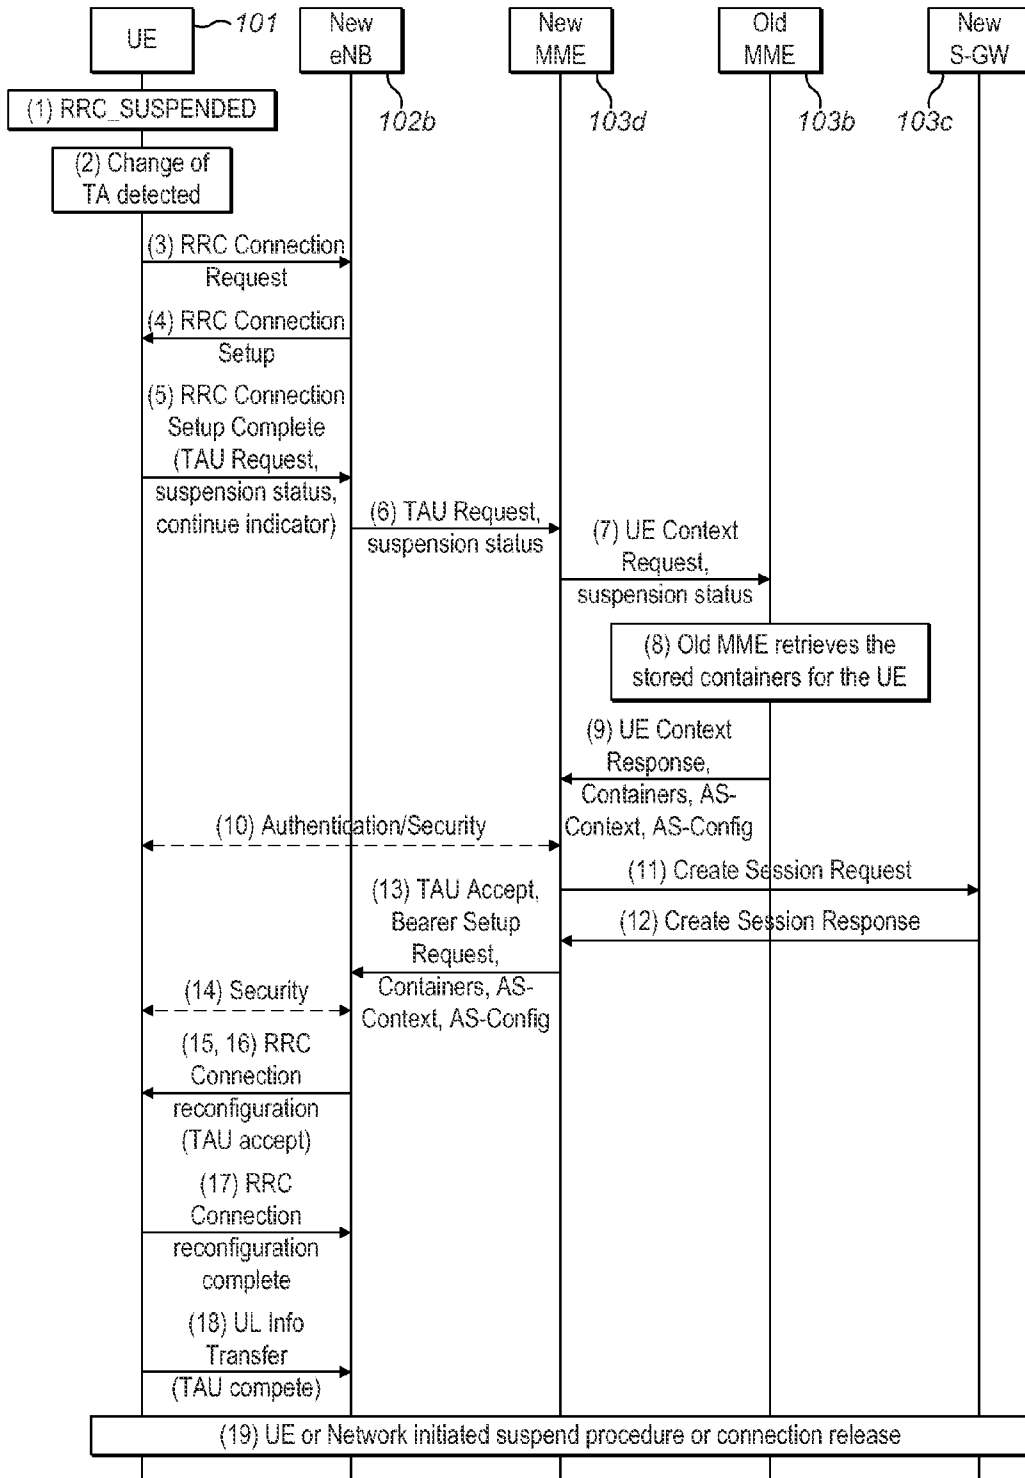 UE
101
New
eNB
New
MME
Old
MME
New
S-GW
102b
103d
103b
103c
(1) RRC_SUSPENDED
(2) Change of
TA detected
(3) RRC Connection
Request
(4) RRC Connection
Setup
(5) RRC Connection
Setup Complete
(TAU Request,
suspension status,
continue indicator)
(6) TAU Request,
suspension status
(7) UE Context
Request,
suspension status
(8) Old MME retrieves the
stored containers for the UE
(9) UE Context
Response,
Containers, AS-
Context, AS-Config
(10) Authentication/Security
(11) Create Session Request
(12) Create Session Response
(13) TAU Accept,
Bearer Setup
Request,
Containers, AS-
Context, AS-Config
(14) Security
(15, 16) RRC
Connection
reconfiguration
(TAU accept)
(17) RRC
Connection
reconfiguration
complete
(18) UL Info
Transfer
(TAU compete)
(19) UE or Network initiated suspend procedure or connection release